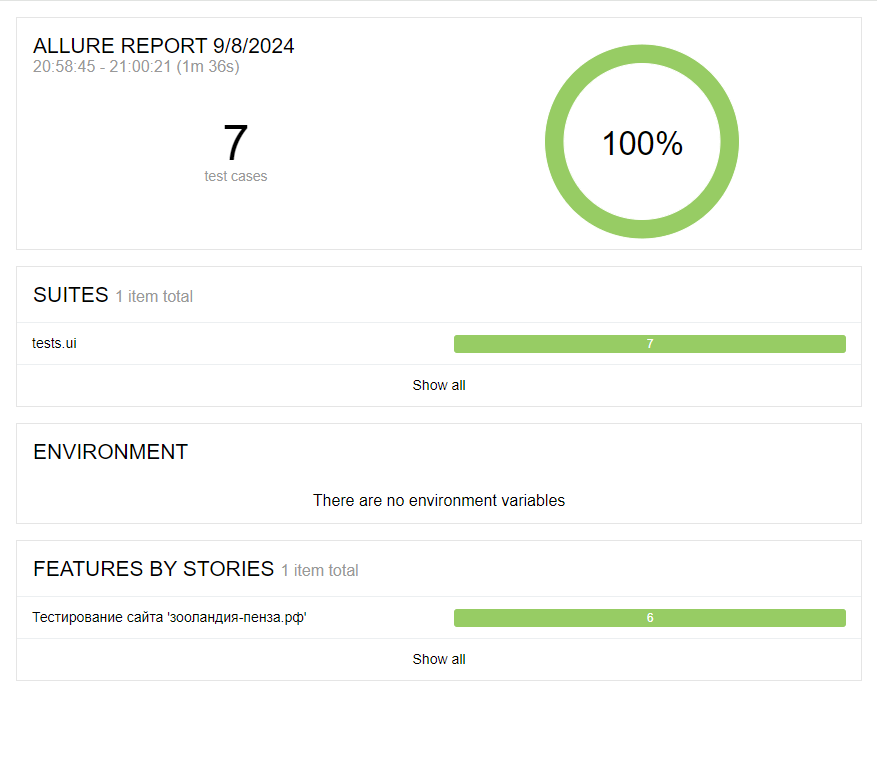 ALLURE REPORT 9/8/2024
20:58:45 - 21:00:21 (1m 36s)
7
test cases
100%
SUITES 1 item total
tests.ui 7
Show all
ENVIRONMENT
There are no environment variables
FEATURES BY STORIES 1 item total
Тестирование сайта 'зооландия-пенза.рф' 6
Show all